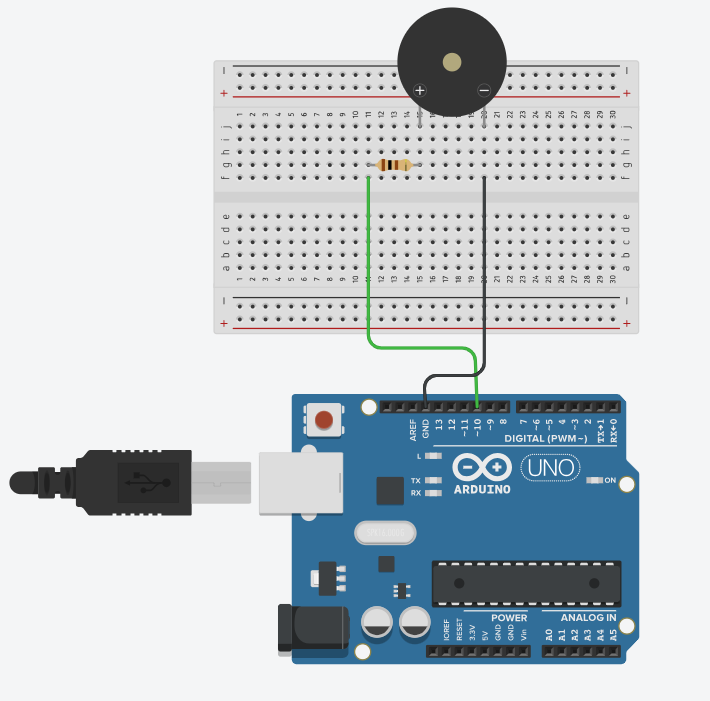 − −
+ +
1 2 3 4 5 6 7 8 9 10 11 12 13 14 15 16 17 18 19 20 21 22 23 24 25 26 27 28 29 30
+ −
j j
i i
h h
g g
f f
e e
d d
c c
b b
a a
1 2 3 4 5 6 7 8 9 10 11 12 13 14 15 16 17 18 19 20 21 22 23 24 25 26 27 28 29 30
− −
+ +
AREF GND 13 12 ~11 ~10 ~9 8 7 ~6 ~5 4 ~3 2 TX→1 RX←0
DIGITAL (PWM~)
L
TX
RX
ARDUINO
UNO
ON
POWER ANALOG IN
IOREF RESET 3.3V 5V GND GND Vin A0 A1 A2 A3 A4 A5